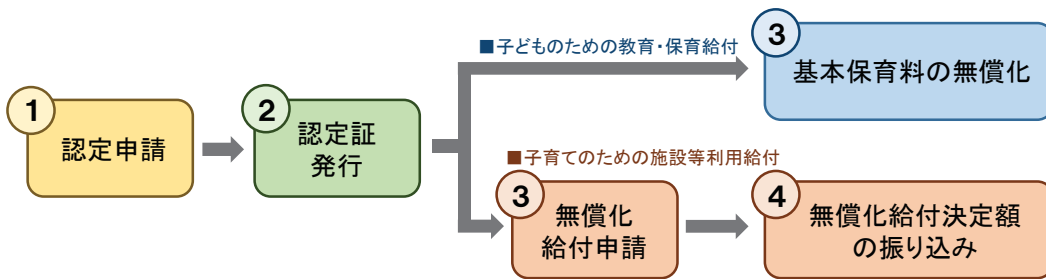 1
認定申請
2
認定証
発行
■子どものための教育・保育給付
3
基本保育料の無償化
■子育てのための施設等利用給付
3
無償化
給付申請
4
無償化給付決定額
の振り込み